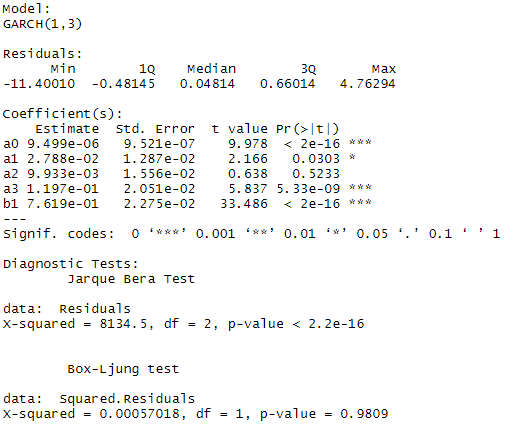 Model:
GARCH(1,3)
Residuals:
Min 1Q Median 3Q Max
-11.40010 -0.48145 0.04814 0.66014 4.76294
Coefficient(s):
Estimate Std. Error t value Pr(>|t|)
a0 9.499e-06 9.521e-07 9.978 < 2e-16 ***
a1 2.788e-02 1.287e-02 2.166 0.0303 *
a2 9.933e-03 1.556e-02 0.638 0.5233
a3 1.197e-01 2.051e-02 5.837 5.33e-09 ***
b1 7.619e-01 2.275e-02 33.486 < 2e-16 ***
---
Signif. codes: 0 ‘***’ 0.001 ‘**’ 0.01 ‘*’ 0.05 ‘.’ 0.1 ‘ ’ 1
Diagnostic Tests:
Jarque Bera Test
data: Residuals
X-squared = 8134.5, df = 2, p-value < 2.2e-16
Box-Ljung test
data: Squared.Residuals
X-squared = 0.00057018, df = 1, p-value = 0.9809